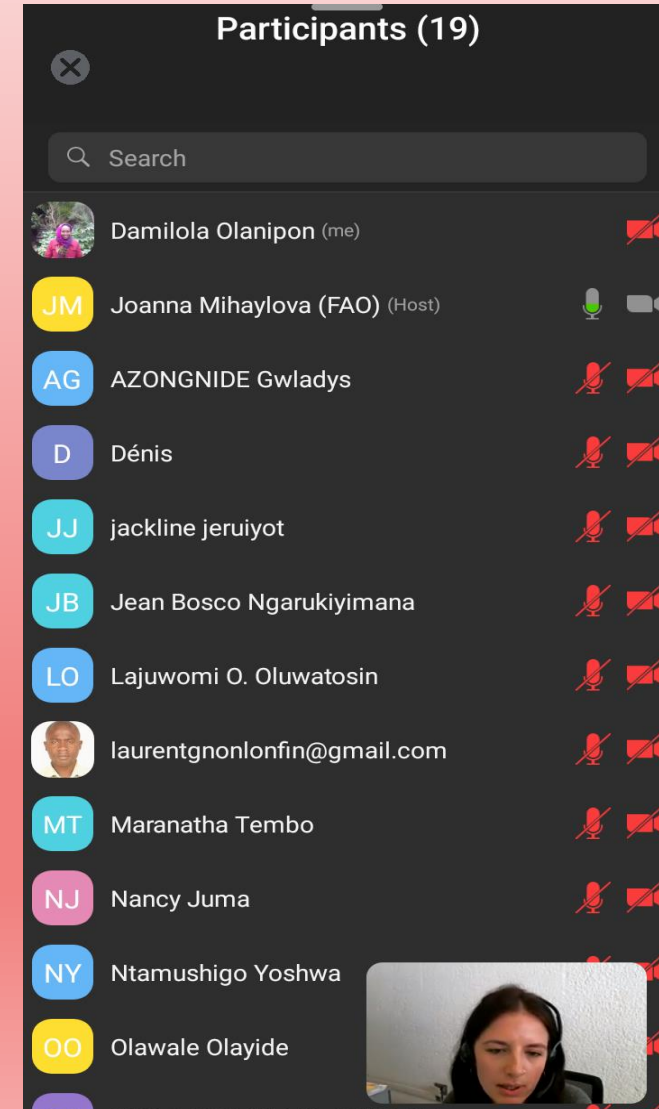 Participants (19)
Search
Damilola Olanipon (me)
JM Joanna Mihaylova (FAO) (Host)
AG AZONGNIDE Gwladys
D Dénis
JJ jackline jeruiyot
JB Jean Bosco Ngarukiyimana
LO Lajuwomi O. Oluwatosin
laurentgnonlonfin@gmail.com
MT Maranatha Tembo
NJ Nancy Juma
NY Ntamushigo Yoshwa
OO Olawale Olayide